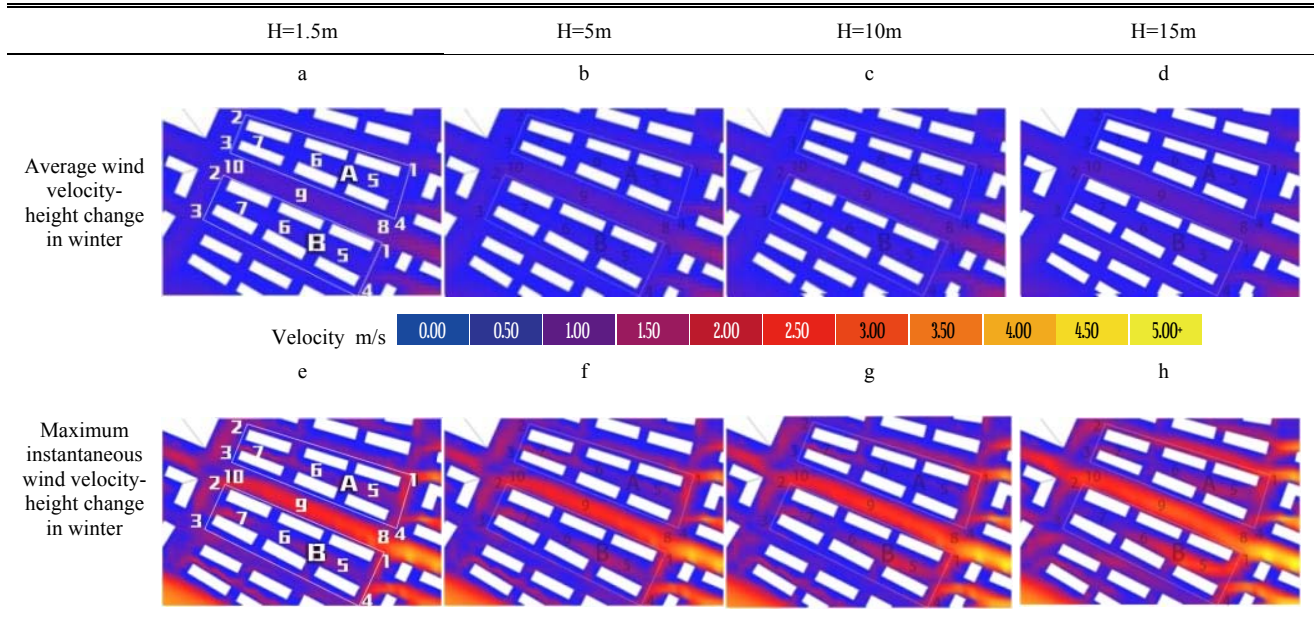 H=1.5m H=5m H=10m H=15m
a b c d
Average wind
velocity-
height change
in winter
2
3 7
6
A 5 1
2 10
9
3 7
6
8 4
B 5 1
4
Velocity m/s 0.00 0.50 1.00 1.50 2.00 2.50 3.00 3.50 4.00 4.50 5.00+
e f g h
Maximum
instantaneous
wind velocity-
height change
in winter
2
3 7
6
A 5 1
2 10
9
3 7
6
8 4
B 5 1
4